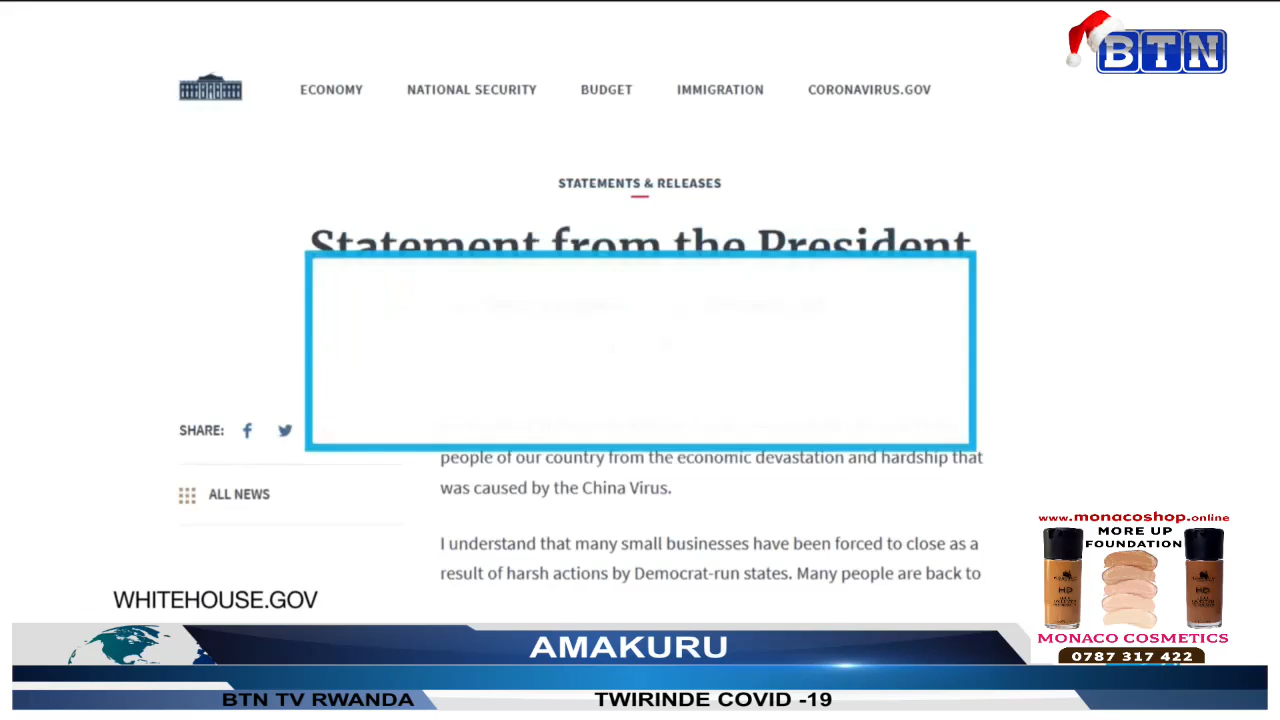 BTN
ECONOMY NATIONAL SECURITY BUDGET IMMIGRATION CORONAVIRUS.GOV
STATEMENTS & RELEASES
Statement from the President
SHARE:
people of our country from the economic devastation and hardship that
was caused by the China Virus.
ALL NEWS
I understand that many small businesses have been forced to close as a
result of harsh actions by Democrat-run states. Many people are back to
WHITEHOUSE.GOV
www.monacoshop.online
MORE UP
FOUNDATION
HD
HD
MONACO COSMETICS
0787 317 422
AMAKURU
BTN TV RWANDA
TWIRINDE COVID -19